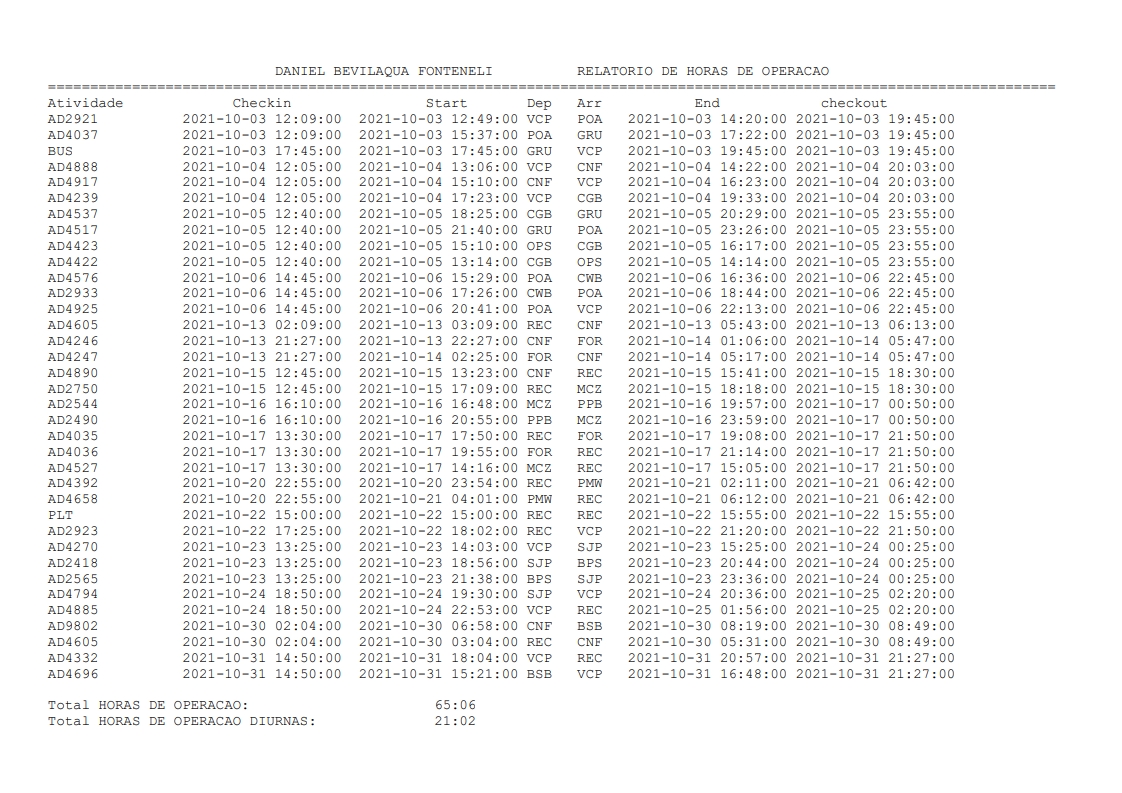 DANIEL BEVILAQUA FONTENELI RELATORIO DE HORAS DE OPERACAO
========================================================================================================================
Atividade Checkin Start Dep Arr End checkout
AD2921 2021-10-03 12:09:00 2021-10-03 12:49:00 VCP POA 2021-10-03 14:20:00 2021-10-03 19:45:00
AD4037 2021-10-03 12:09:00 2021-10-03 15:37:00 POA GRU 2021-10-03 17:22:00 2021-10-03 19:45:00
BUS 2021-10-03 17:45:00 2021-10-03 17:45:00 GRU VCP 2021-10-03 19:45:00 2021-10-03 19:45:00
AD4888 2021-10-04 12:05:00 2021-10-04 13:06:00 VCP CNF 2021-10-04 14:22:00 2021-10-04 20:03:00
AD4917 2021-10-04 12:05:00 2021-10-04 15:10:00 CNF VCP 2021-10-04 16:23:00 2021-10-04 20:03:00
AD4239 2021-10-04 12:05:00 2021-10-04 17:23:00 VCP CGB 2021-10-04 19:33:00 2021-10-04 20:03:00
AD4537 2021-10-05 12:40:00 2021-10-05 18:25:00 CGB GRU 2021-10-05 20:29:00 2021-10-05 23:55:00
AD4517 2021-10-05 12:40:00 2021-10-05 21:40:00 GRU POA 2021-10-05 23:26:00 2021-10-05 23:55:00
AD4423 2021-10-05 12:40:00 2021-10-05 15:10:00 OPS CGB 2021-10-05 16:17:00 2021-10-05 23:55:00
AD4422 2021-10-05 12:40:00 2021-10-05 13:14:00 CGB OPS 2021-10-05 14:14:00 2021-10-05 23:55:00
AD4576 2021-10-06 14:45:00 2021-10-06 15:29:00 POA CWB 2021-10-06 16:36:00 2021-10-06 22:45:00
AD2933 2021-10-06 14:45:00 2021-10-06 17:26:00 CWB POA 2021-10-06 18:44:00 2021-10-06 22:45:00
AD4925 2021-10-06 14:45:00 2021-10-06 20:41:00 POA VCP 2021-10-06 22:13:00 2021-10-06 22:45:00
AD4605 2021-10-13 02:09:00 2021-10-13 03:09:00 REC CNF 2021-10-13 05:43:00 2021-10-13 06:13:00
AD4246 2021-10-13 21:27:00 2021-10-13 22:27:00 CNF FOR 2021-10-14 01:06:00 2021-10-14 05:47:00
AD4247 2021-10-13 21:27:00 2021-10-14 02:25:00 FOR CNF 2021-10-14 05:17:00 2021-10-14 05:47:00
AD4890 2021-10-15 12:45:00 2021-10-15 13:23:00 CNF REC 2021-10-15 15:41:00 2021-10-15 18:30:00
AD2750 2021-10-15 12:45:00 2021-10-15 17:09:00 REC MCZ 2021-10-15 18:18:00 2021-10-15 18:30:00
AD2544 2021-10-16 16:10:00 2021-10-16 16:48:00 MCZ PPB 2021-10-16 19:57:00 2021-10-17 00:50:00
AD2490 2021-10-16 16:10:00 2021-10-16 20:55:00 PPB MCZ 2021-10-16 23:59:00 2021-10-17 00:50:00
AD4035 2021-10-17 13:30:00 2021-10-17 17:50:00 REC FOR 2021-10-17 19:08:00 2021-10-17 21:50:00
AD4036 2021-10-17 13:30:00 2021-10-17 19:55:00 FOR REC 2021-10-17 21:14:00 2021-10-17 21:50:00
AD4527 2021-10-17 13:30:00 2021-10-17 14:16:00 MCZ REC 2021-10-17 15:05:00 2021-10-17 21:50:00
AD4392 2021-10-20 22:55:00 2021-10-20 23:54:00 REC PMW 2021-10-21 02:11:00 2021-10-21 06:42:00
AD4658 2021-10-20 22:55:00 2021-10-21 04:01:00 PMW REC 2021-10-21 06:12:00 2021-10-21 06:42:00
PLT 2021-10-22 15:00:00 2021-10-22 15:00:00 REC REC 2021-10-22 15:55:00 2021-10-22 15:55:00
AD2923 2021-10-22 17:25:00 2021-10-22 18:02:00 REC VCP 2021-10-22 21:20:00 2021-10-22 21:50:00
AD4270 2021-10-23 13:25:00 2021-10-23 14:03:00 VCP SJP 2021-10-23 15:25:00 2021-10-24 00:25:00
AD2418 2021-10-23 13:25:00 2021-10-23 18:56:00 SJP BPS 2021-10-23 20:44:00 2021-10-24 00:25:00
AD2565 2021-10-23 13:25:00 2021-10-23 21:38:00 BPS SJP 2021-10-23 23:36:00 2021-10-24 00:25:00
AD4794 2021-10-24 18:50:00 2021-10-24 19:30:00 SJP VCP 2021-10-24 20:36:00 2021-10-25 02:20:00
AD4885 2021-10-24 18:50:00 2021-10-24 22:53:00 VCP REC 2021-10-25 01:56:00 2021-10-25 02:20:00
AD9802 2021-10-30 02:04:00 2021-10-30 06:58:00 CNF BSB 2021-10-30 08:19:00 2021-10-30 08:49:00
AD4605 2021-10-30 02:04:00 2021-10-30 03:04:00 REC CNF 2021-10-30 05:31:00 2021-10-30 08:49:00
AD4332 2021-10-31 14:50:00 2021-10-31 18:04:00 VCP REC 2021-10-31 20:57:00 2021-10-31 21:27:00
AD4696 2021-10-31 14:50:00 2021-10-31 15:21:00 BSB VCP 2021-10-31 16:48:00 2021-10-31 21:27:00
Total HORAS DE OPERACAO: 65:06
Total HORAS DE OPERACAO DIURNAS: 21:02